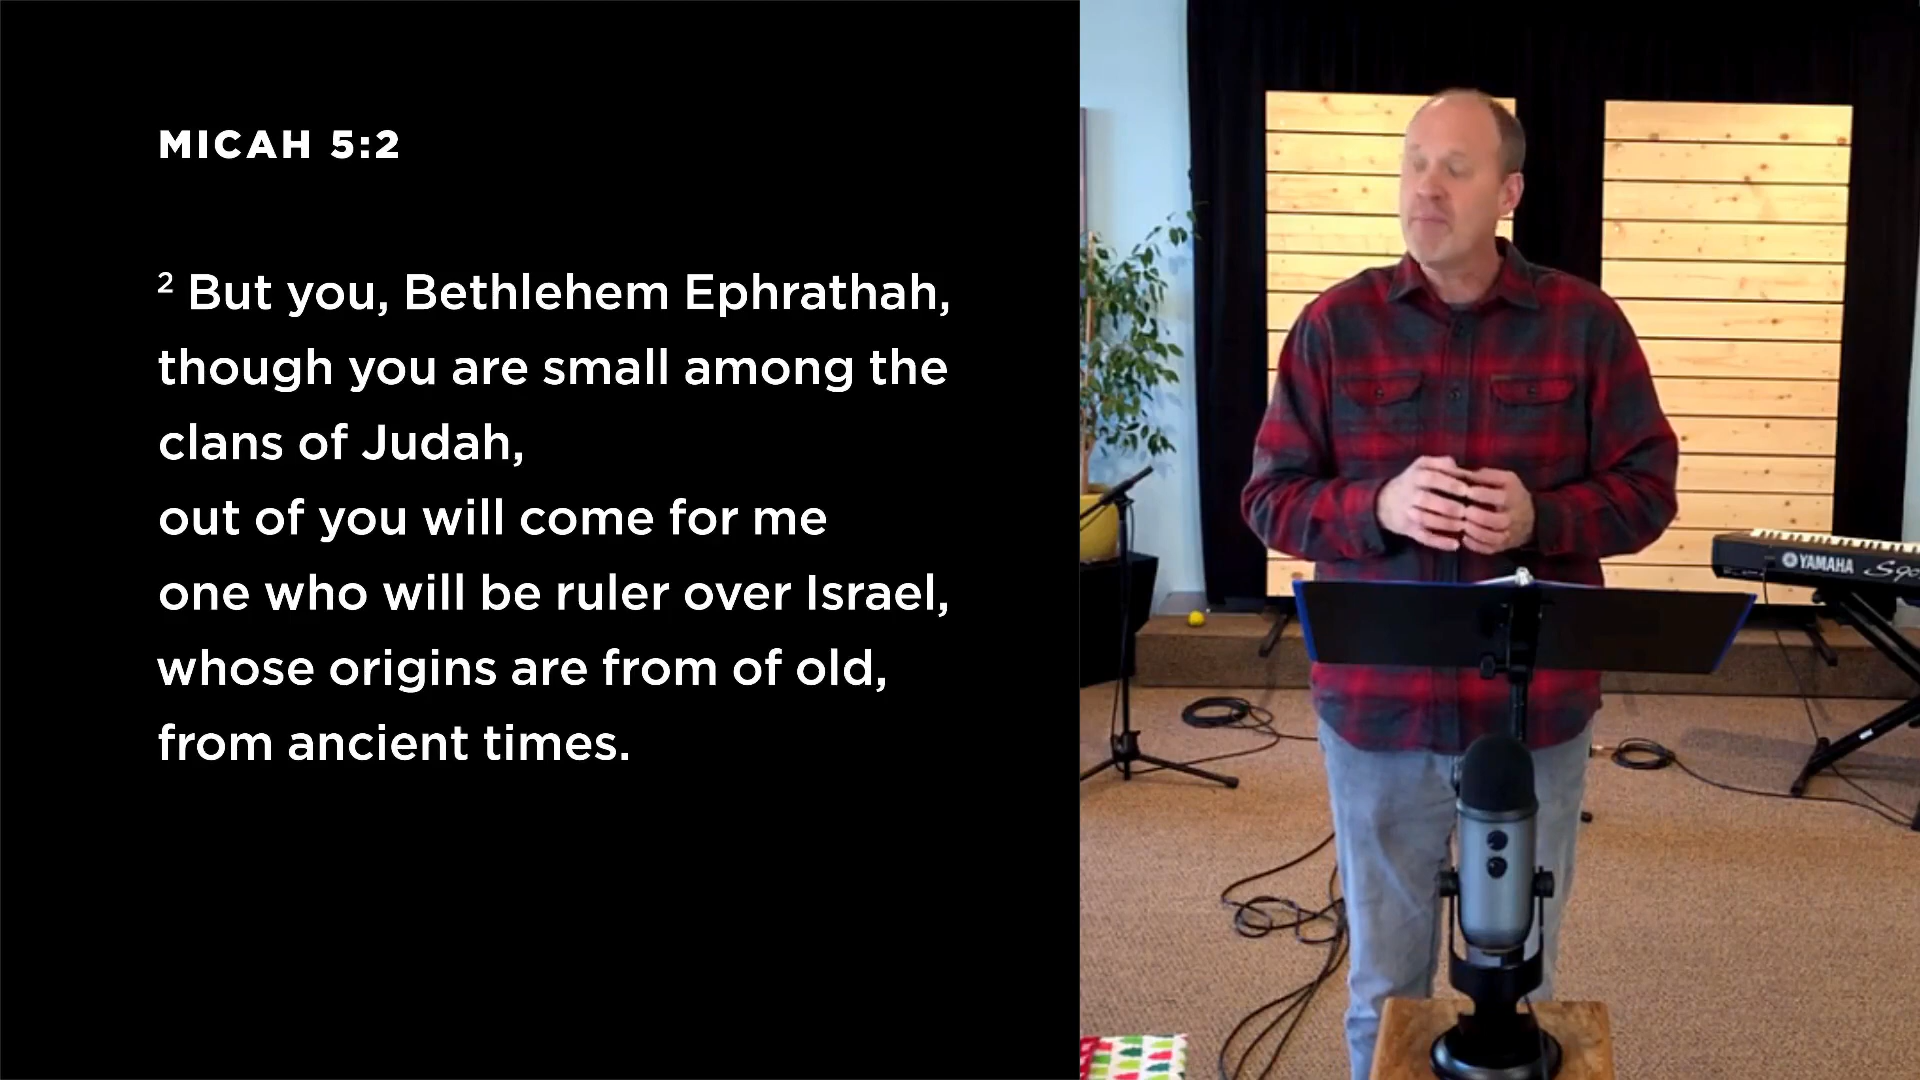 MICAH 5:2
2 But you, Bethlehem Ephrathah,
though you are small among the
clans of Judah,
out of you will come for me
one who will be ruler over Israel,
whose origins are from of old,
from ancient times.
YAMAHA S90